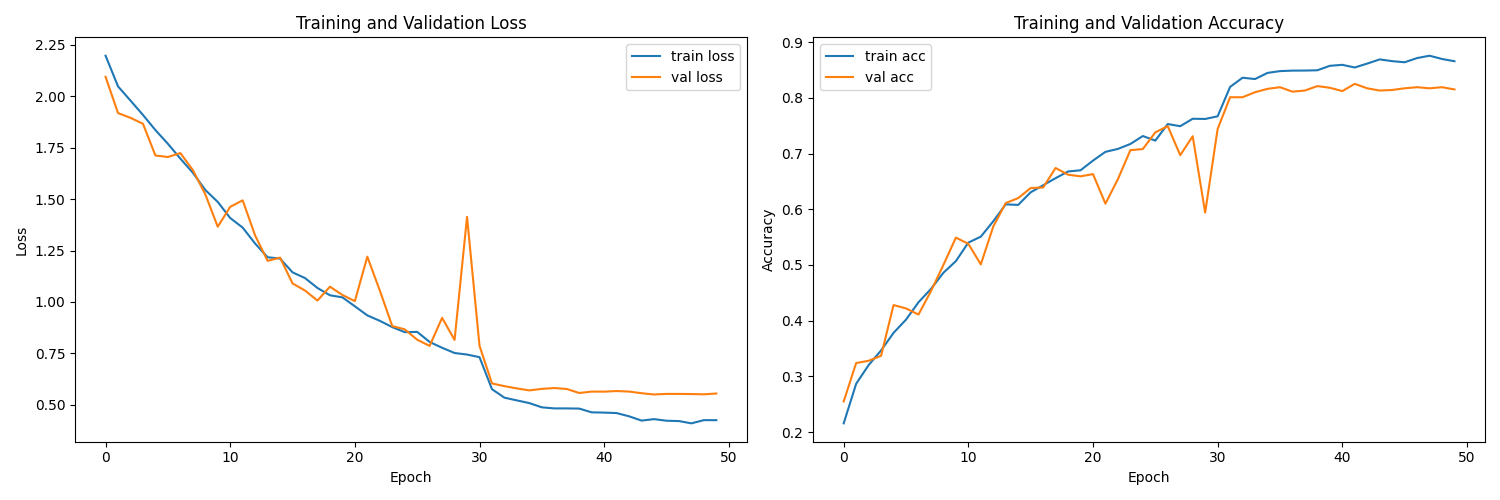 Training and Validation Loss
train loss
val loss
2.25
2.00
1.75
1.50
1.25
1.00
0.75
0.50
Loss
0 10 20 30 40 50
Epoch
Training and Validation Accuracy
train acc
val acc
0.9
0.8
0.7
0.6
0.5
0.4
0.3
0.2
Accuracy
0 10 20 30 40 50
Epoch